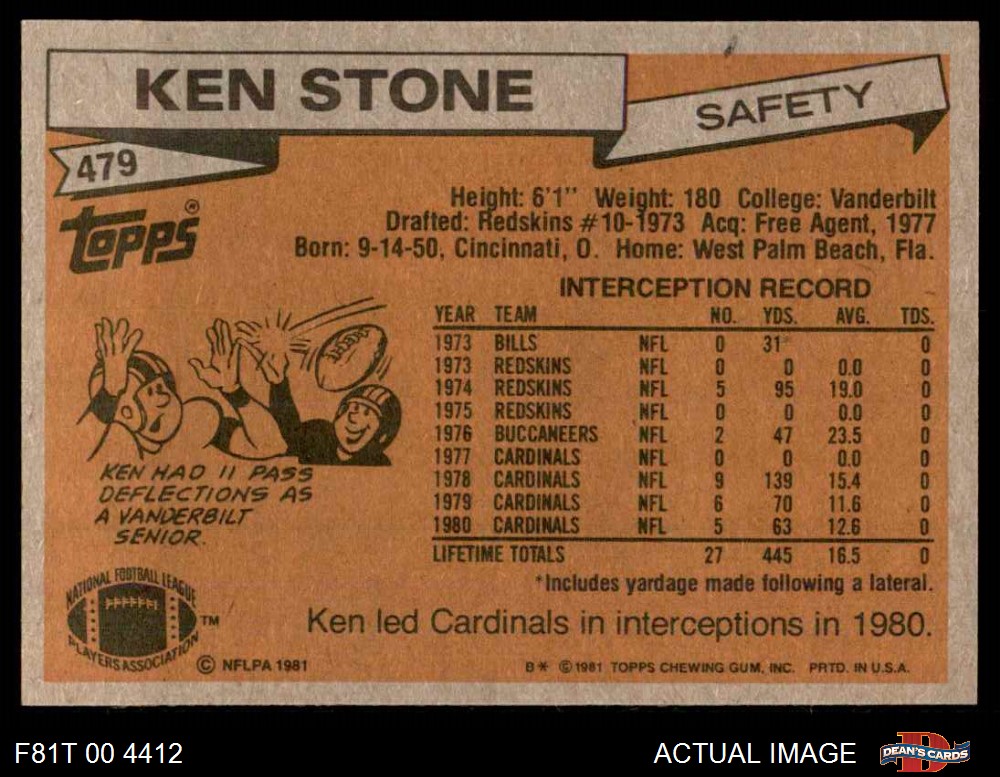 KEN STONE
SAFETY
479
topps®
Height: 6'1" Weight: 180 College: Vanderbilt
Drafted: Redskins #10-1973 Acq: Free Agent, 1977
Born: 9-14-50, Cincinnati, O. Home: West Palm Beach, Fla.
INTERCEPTION RECORD
YEAR TEAM NO. YDS. AVG. TDS.
1973 BILLS NFL 0 31* 0
1973 REDSKINS NFL 0 0 0.0 0
1974 REDSKINS NFL 5 95 19.0 0
1975 REDSKINS NFL 0 0 0.0 0
1976 BUCCANEERS NFL 2 47 23.5 0
1977 CARDINALS NFL 0 0 0.0 0
1978 CARDINALS NFL 9 139 15.4 0
1979 CARDINALS NFL 6 70 11.6 0
1980 CARDINALS NFL 5 63 12.6 0
LIFETIME TOTALS 27 445 16.5 0
*Includes yardage made following a lateral.
KEN HAD 11 PASS
DEFLECTIONS AS
A VANDERBILT
SENIOR.
Ken led Cardinals in interceptions in 1980.
NATIONAL FOOTBALL LEAGUE
PLAYERS ASSOCIATION
TM
© NFLPA 1981
B* © 1981 TOPPS CHEWING GUM, INC. PRTD. IN U.S.A.
F81T 00 4412
ACTUAL IMAGE
D
DEAN'S CARDS